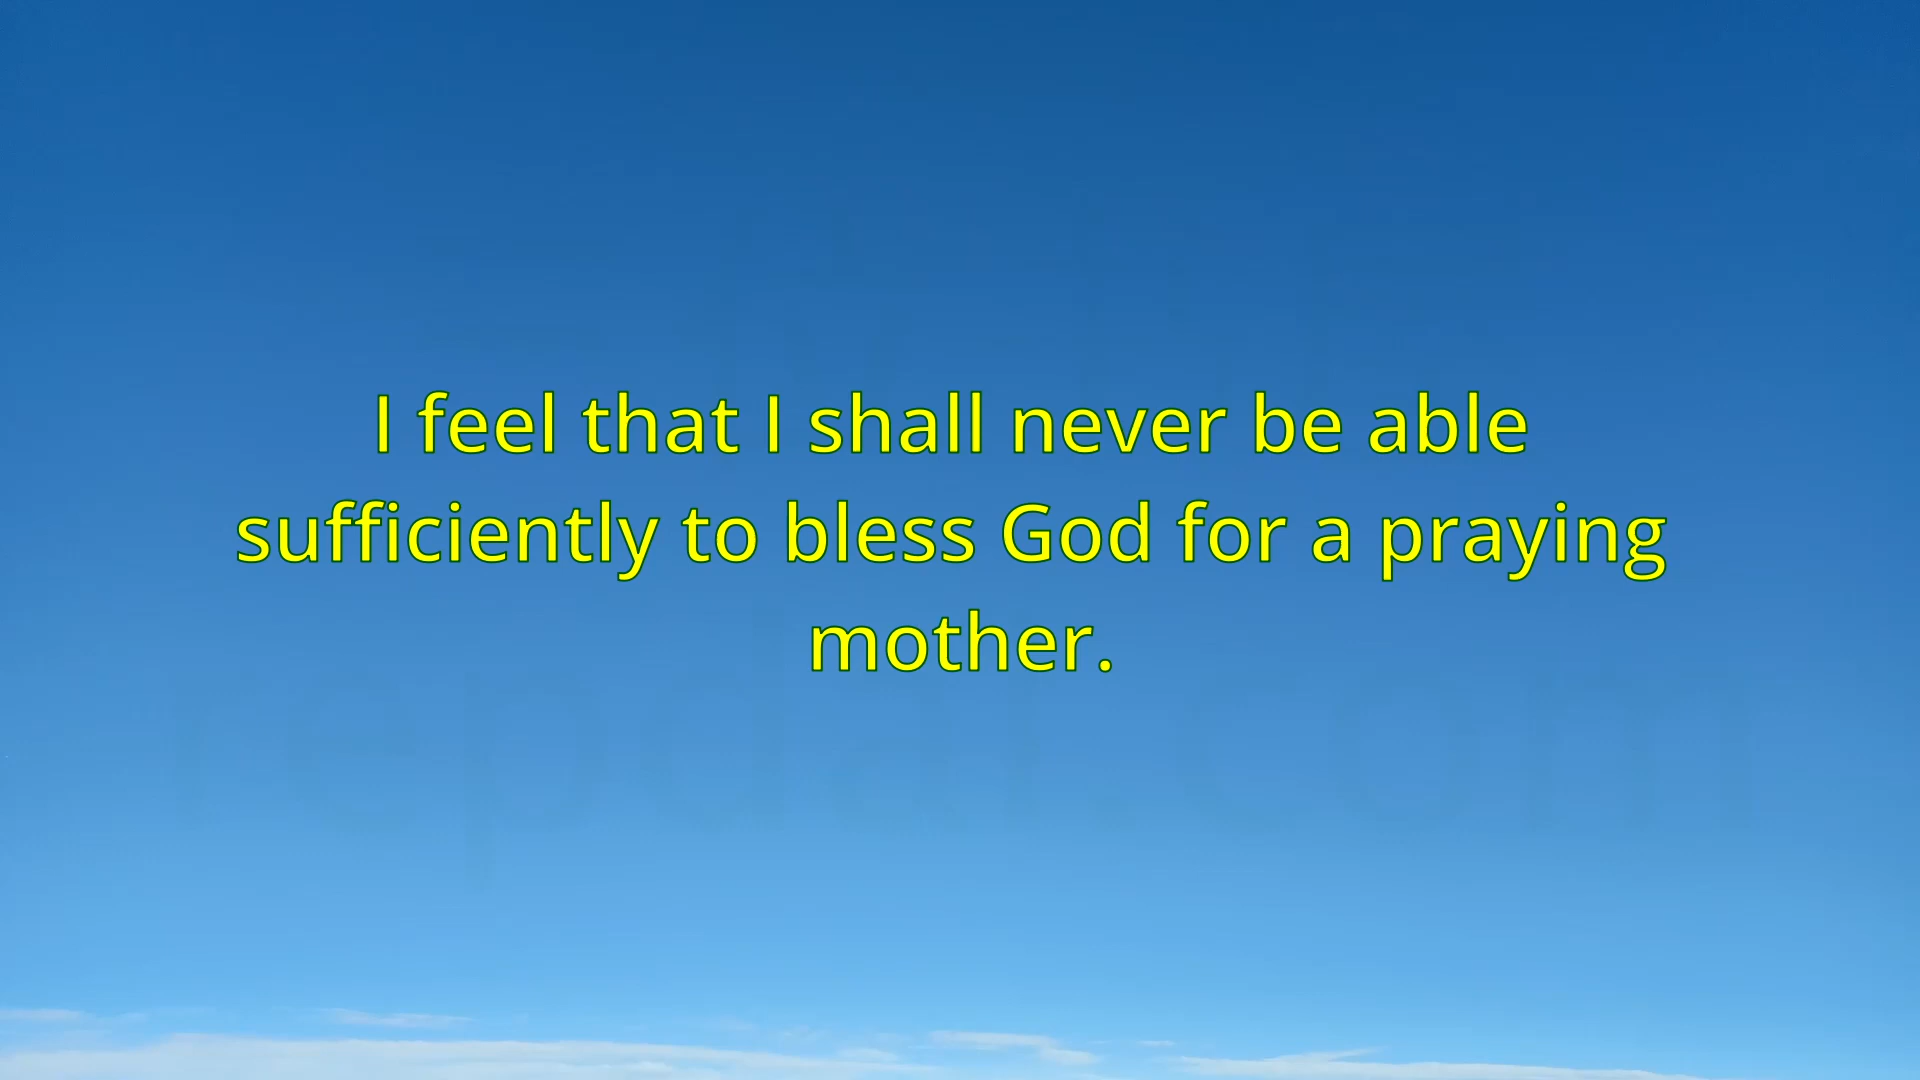 I feel that I shall never be able
sufficiently to bless God for a praying
mother.